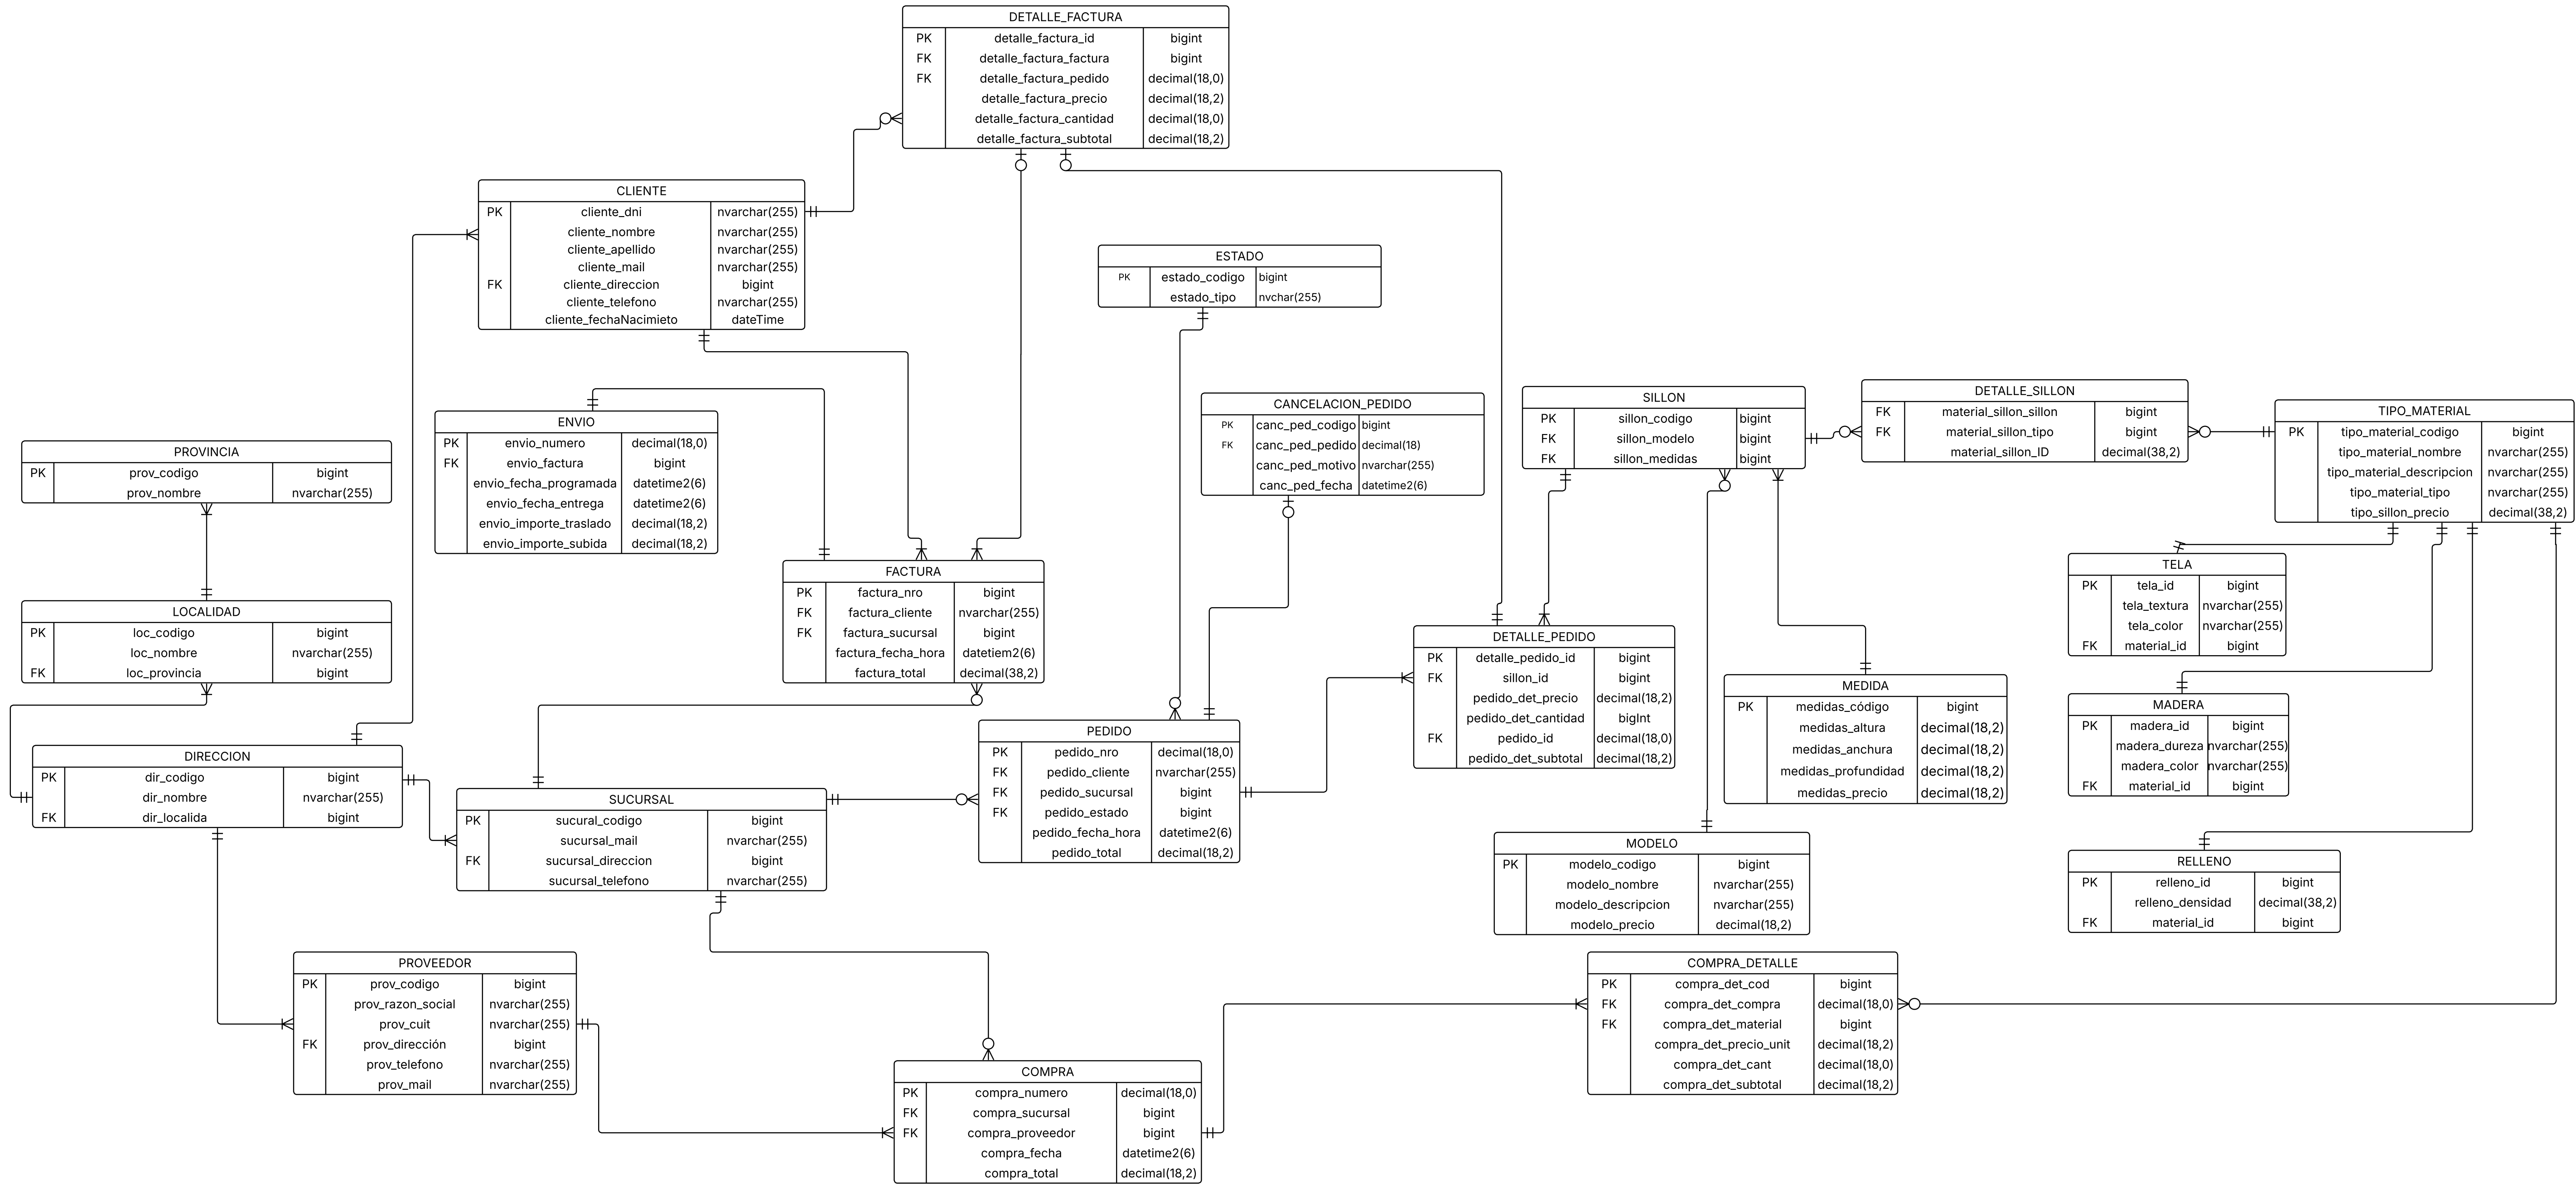 DETALLE_FACTURA
PK detalle_factura_id bigint
FK detalle_factura_factura bigint
FK detalle_factura_pedido decimal(18,0)
detalle_factura_precio decimal(18,2)
detalle_factura_cantidad decimal(18,0)
detalle_factura_subtotal decimal(18,2)
CLIENTE
PK cliente_dni nvarchar(255)
cliente_nombre nvarchar(255)
cliente_apellido nvarchar(255)
cliente_mail nvarchar(255)
FK cliente_direccion bigint
cliente_telefono nvarchar(255)
cliente_fechaNacimieto dateTime
ESTADO
PK estado_codigo bigint
estado_tipo nvchar(255)
CANCELACION_PEDIDO
PK canc_ped_codigo bigint
FK canc_ped_pedido decimal(18)
canc_ped_motivo nvarchar(255)
canc_ped_fecha datetime2(6)
SILLON
PK sillon_codigo bigint
FK sillon_modelo bigint
FK sillon_medidas bigint
DETALLE_SILLON
FK material_sillon_sillon bigint
FK material_sillon_tipo bigint
material_sillon_ID decimal(38,2)
TIPO_MATERIAL
PK tipo_material_codigo bigint
tipo_material_nombre nvarchar(255)
tipo_material_descripcion nvarchar(255)
tipo_material_tipo nvarchar(255)
tipo_sillon_precio decimal(38,2)
ENVIO
PK envio_numero decimal(18,0)
FK envio_factura bigint
envio_fecha_programada datetime2(6)
envio_fecha_entrega datetime2(6)
envio_importe_traslado decimal(18,2)
envio_importe_subida decimal(18,2)
PROVINCIA
PK prov_codigo bigint
prov_nombre nvarchar(255)
FACTURA
PK factura_nro bigint
FK factura_cliente nvarchar(255)
FK factura_sucursal bigint
factura_fecha_hora datetiem2(6)
factura_total decimal(38,2)
TELA
PK tela_id bigint
tela_textura nvarchar(255)
tela_color nvarchar(255)
FK material_id bigint
LOCALIDAD
PK loc_codigo bigint
loc_nombre nvarchar(255)
FK loc_provincia bigint
DETALLE_PEDIDO
PK detalle_pedido_id bigint
FK sillon_id bigint
pedido_det_precio decimal(18,2)
pedido_det_cantidad bigInt
FK pedido_id decimal(18,0)
pedido_det_subtotal decimal(18,2)
MEDIDA
PK medidas_código bigint
medidas_altura decimal(18,2)
medidas_anchura decimal(18,2)
medidas_profundidad decimal(18,2)
medidas_precio decimal(18,2)
MADERA
PK madera_id bigint
madera_dureza nvarchar(255)
madera_color nvarchar(255)
FK material_id bigint
PEDIDO
PK pedido_nro decimal(18,0)
FK pedido_cliente nvarchar(255)
FK pedido_sucursal bigint
FK pedido_estado bigint
pedido_fecha_hora datetime2(6)
pedido_total decimal(18,2)
DIRECCION
PK dir_codigo bigint
dir_nombre nvarchar(255)
FK dir_localida bigint
SUCURSAL
PK sucural_codigo bigint
sucursal_mail nvarchar(255)
FK sucursal_direccion bigint
sucursal_telefono nvarchar(255)
MODELO
PK modelo_codigo bigint
modelo_nombre nvarchar(255)
modelo_descripcion nvarchar(255)
modelo_precio decimal(18,2)
RELLENO
PK relleno_id bigint
relleno_densidad decimal(38,2)
FK material_id bigint
PROVEEDOR
PK prov_codigo bigint
prov_razon_social nvarchar(255)
prov_cuit nvarchar(255)
FK prov_dirección bigint
prov_telefono nvarchar(255)
prov_mail nvarchar(255)
COMPRA_DETALLE
PK compra_det_cod bigint
FK compra_det_compra decimal(18,0)
FK compra_det_material bigint
compra_det_precio_unit decimal(18,2)
compra_det_cant decimal(18,0)
compra_det_subtotal decimal(18,2)
COMPRA
PK compra_numero decimal(18,0)
FK compra_sucursal bigint
FK compra_proveedor bigint
compra_fecha datetime2(6)
compra_total decimal(18,2)